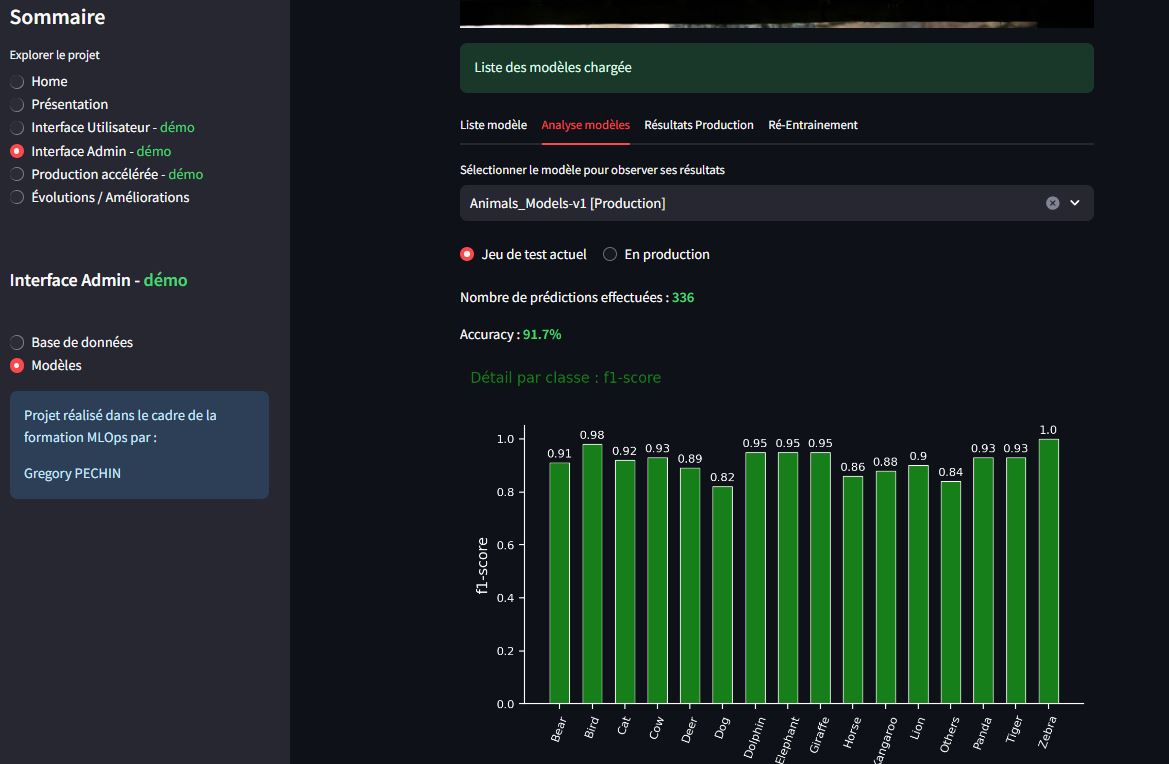 Sommaire
Explorer le projet
Home
Présentation
Interface Utilisateur - démo
Interface Admin - démo
Production accélérée - démo
Évolutions / Améliorations
Interface Admin - démo
Base de données
Modèles
Projet réalisé dans le cadre de la
formation MLOps par :
Gregory PECHIN
Liste des modèles chargée
Liste modèle Analyse modèles Résultats Production Ré-Entrainement
Sélectionner le modèle pour observer ses résultats
Animals_Models-v1 [Production]
Jeu de test actuel En production
Nombre de prédictions effectuées : 336
Accuracy : 91.7%
Détail par classe : f1-score
f1-score
1.0
0.8
0.6
0.4
0.2
0.0
0.91 0.98 0.92 0.93 0.89 0.82 0.95 0.95 0.95 0.86 0.88 0.9 0.84 0.93 0.93 1.0
Bear Bird Cat Cow Deer Dog Dolphin Elephant Giraffe Horse angaroo Lion Others Panda Tiger Zebra